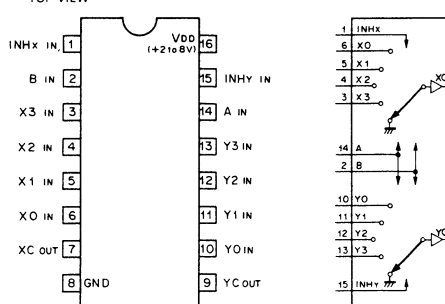 TOP VIEW
INHX IN, 1
B IN 2
X3 IN 3
X2 IN 4
X1 IN 5
X0 IN 6
XC OUT 7
8 GND
VDD 16
(+2 to 8V)
15 INHY IN
14 A IN
13 Y3 IN
12 Y2 IN
11 Y1 IN
10 Y0 IN
9 YC OUT
1 INHX
6 X0
5 X1
4 X2
3 X3
XC
14 A
2 B
10 Y0
11 Y1
12 Y2
13 Y3
YC
15 INHY